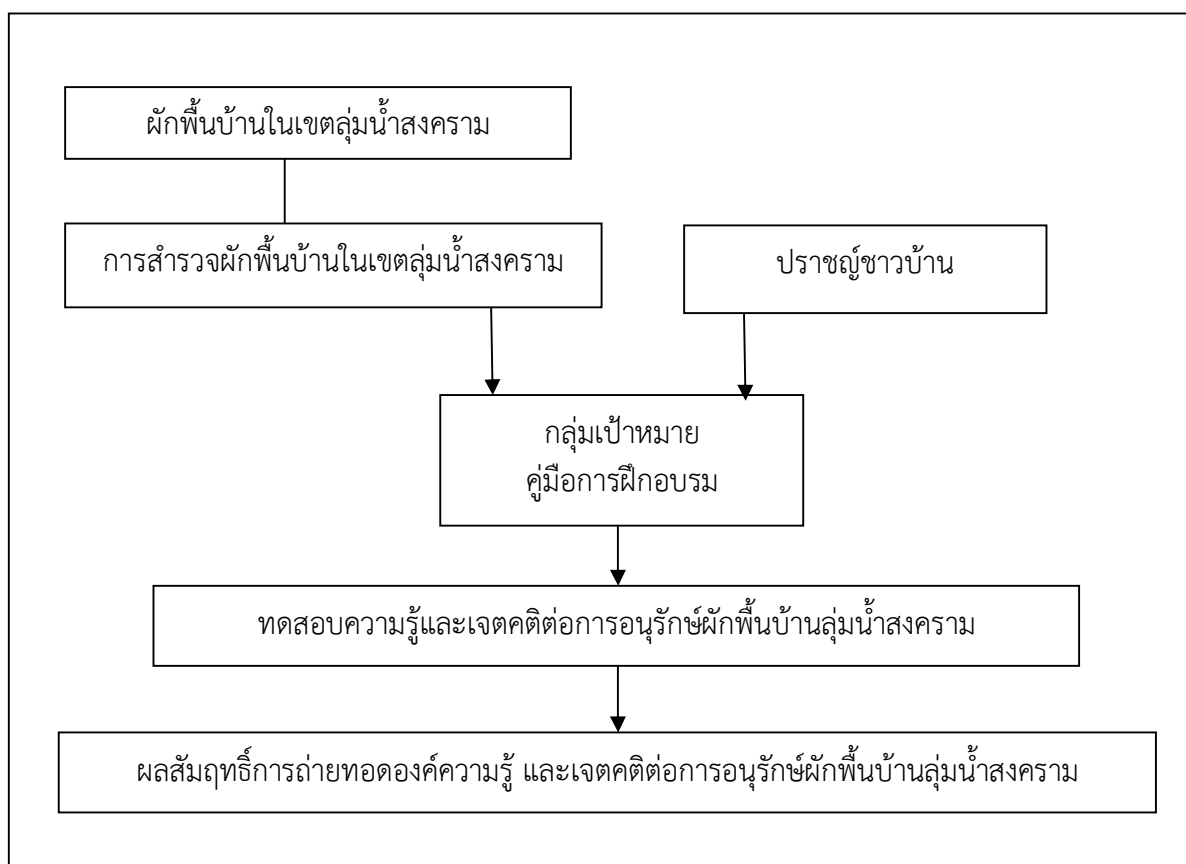 ผักพื้นบ้านในเขตลุ่มน้ำสงคราม
การสำรวจผักพื้นบ้านในเขตลุ่มน้ำสงคราม
ปราชญ์ชาวบ้าน
กลุ่มเป้าหมาย
คู่มือการฝึกอบรม
ทดสอบความรู้และเจตคติต่อการอนุรักษ์ผักพื้นบ้านลุ่มน้ำสงคราม
ผลสัมฤทธิ์การถ่ายทอดองค์ความรู้ และเจตคติต่อการอนุรักษ์ผักพื้นบ้านลุ่มน้ำสงคราม